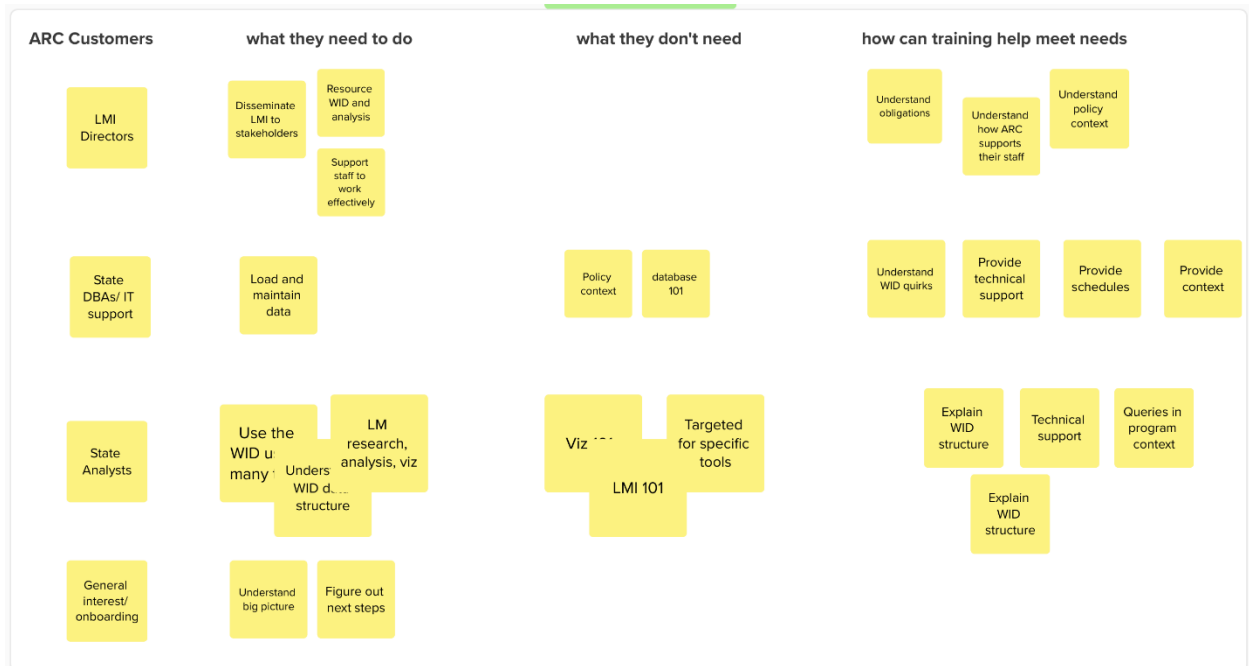 ARC Customers
what they need to do
what they don't need
how can training help meet needs
LMI
Directors
Disseminate
LMI to
stakeholders
Resource
WID and
analysis
Support
staff to
work
effectively
Understand
obligations
Understand
how ARC
supports
their staff
Understand
policy
context
State
DBAs/ IT
support
Load and
maintain
data
Policy
context
database
101
Understand
WID quirks
Provide
technical
support
Provide
schedules
Provide
context
State
Analysts
Use the
WID
many
LM
research,
analysis, viz
WID
structure
Viz
Targeted
for specific
tools
LMI 101
Explain
WID
structure
Technical
support
Queries in
program
context
Explain
WID
structure
General
interest/
onboarding
Understand
big picture
Figure out
next steps